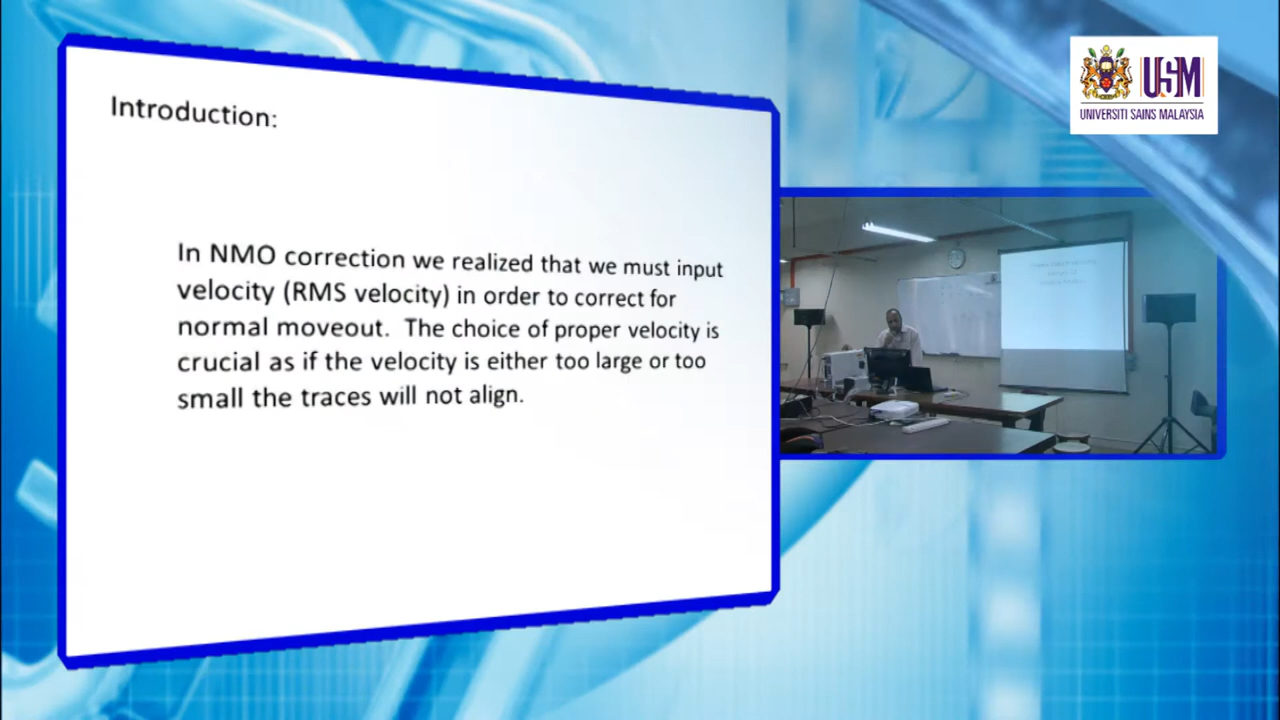 Introduction:
In NMO correction we realized that we must input
velocity (RMS velocity) in order to correct for
normal moveout. The choice of proper velocity is
crucial as if the velocity is either too large or too
small the traces will not align.
USM
UNIVERSITI SAINS MALAYSIA